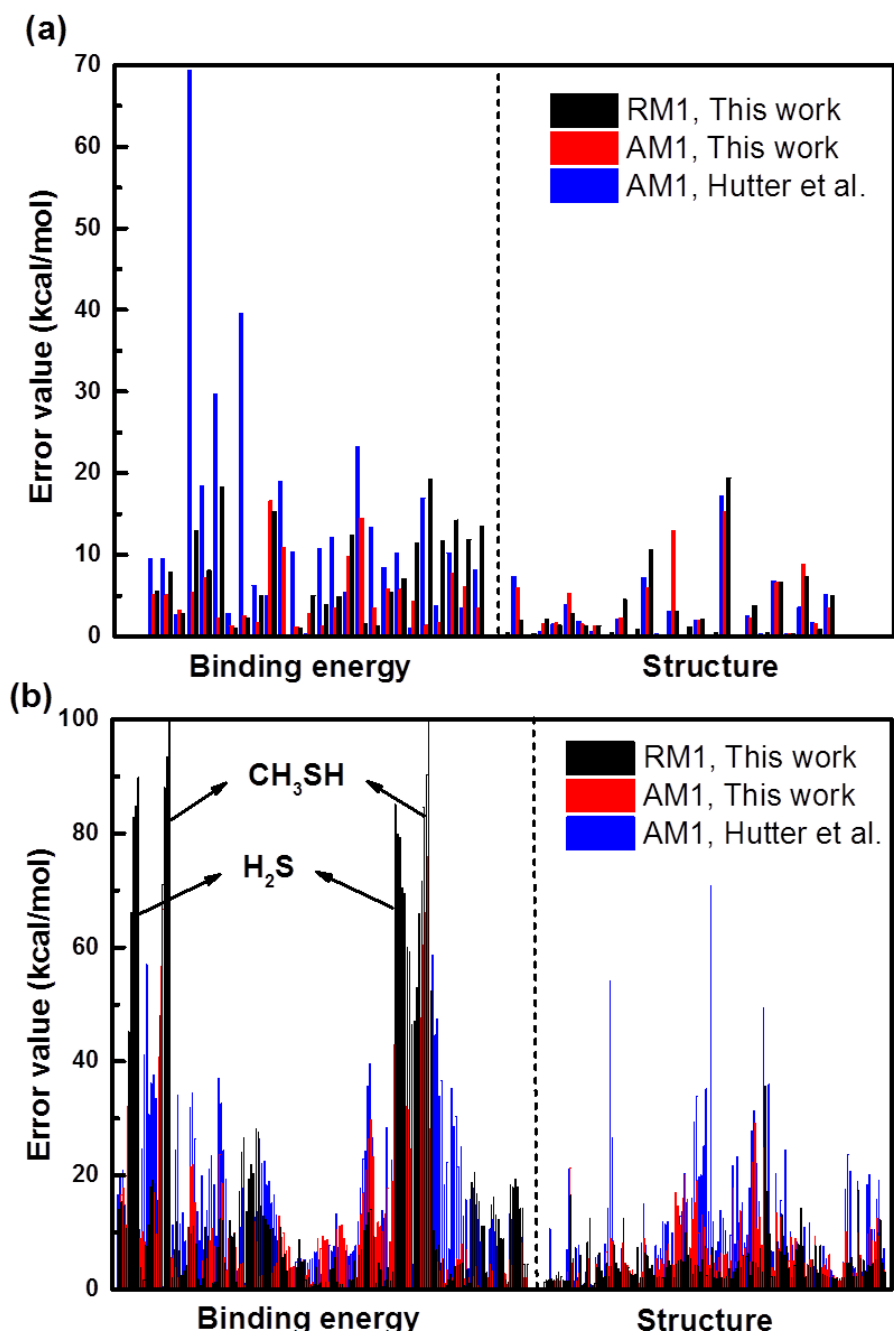 (a)
70
60
50
40
30
20
10
0
Error value (kcal/mol)
RM1, This work
AM1, This work
AM1, Hutter et al.
Binding energy
Structure
(b)
100
80
60
40
20
0
Error value (kcal/mol)
CH₃SH
H₂S
RM1, This work
AM1, This work
AM1, Hutter et al.
Binding energy
Structure